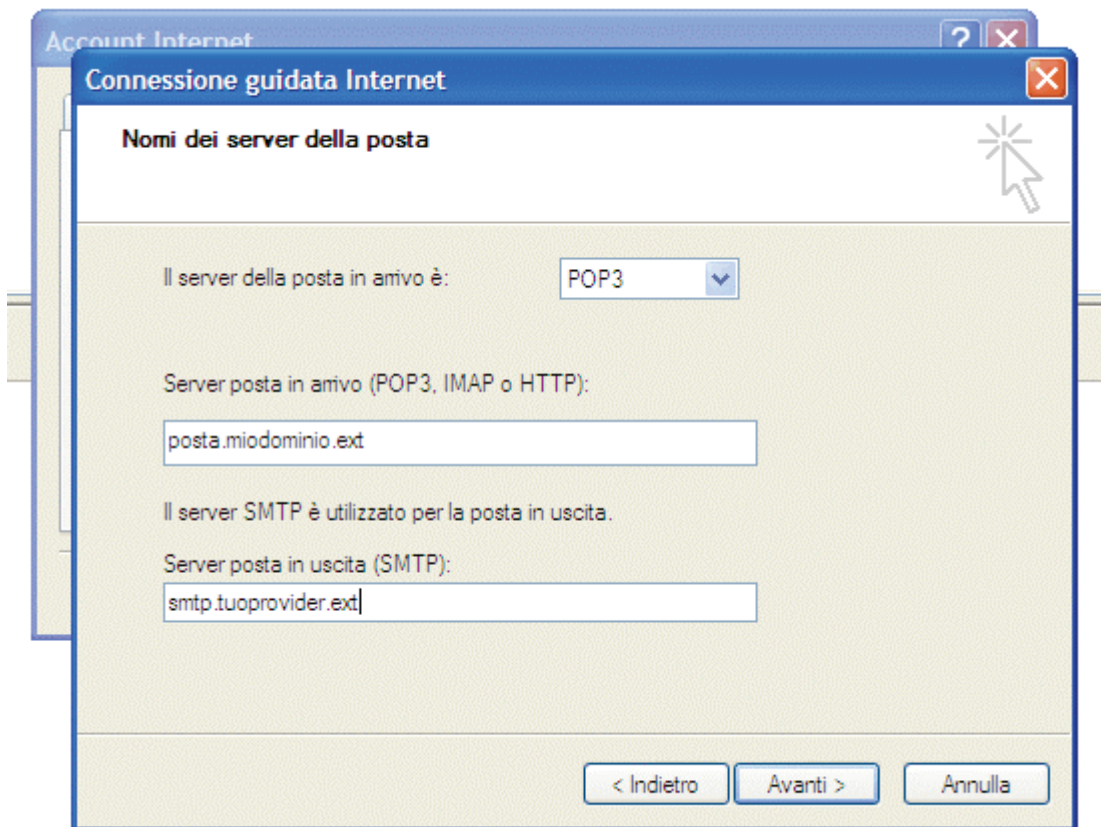 Account Internet
Connessione guidata Internet
Nomi dei server della posta
Il server della posta in arrivo è:
POP3
Server posta in arrivo (POP3, IMAP o HTTP):
posta.miodominio.ext
Il server SMTP è utilizzato per la posta in uscita.
Server posta in uscita (SMTP):
smtp.tuoprovider.ext
< Indietro
Avanti >
Annulla